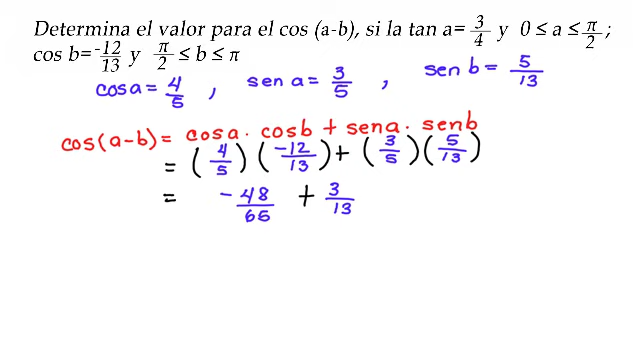 Determina el valor para el cos (a-b), si la tan a= 3/4 y 0 ≤ a ≤ π/2 ;
cos b= -12/13 y π/2 ≤ b ≤ π
cosa = 4/5 , sen a = 3/5 , sen b = 5/13
cos(a-b) = cosa · cosb + sena · senb
= (4/5) (-12/13) + (3/5) (5/13)
= -48/65 + 3/13